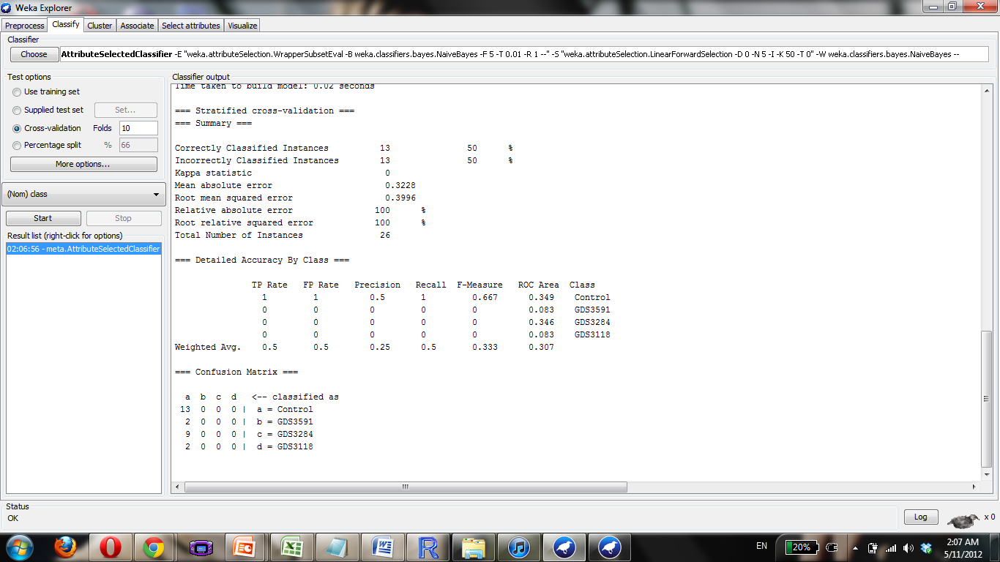 Weka Explorer
Preprocess Classify Cluster Associate Select attributes Visualize
Classifier
Choose AttributeSelectedClassifier -E "weka.attributeSelection.WrapperSubsetEval -B weka.classifiers.bayes.NaiveBayes -F 5 -T 0.01 -R 1 --" -S "weka.attributeSelection.LinearForwardSelection -D 0 -N 5 -I -K 50 -T 0" -W weka.classifiers.bayes.NaiveBayes --
Test options
Use training set
Supplied test set Set...
Cross-validation Folds 10
Percentage split % 66
More options...
(Nom) class
Start Stop
Result list (right-click for options)
02:06:56 - meta.AttributeSelectedClassifier
Classifier output
Time taken to build model: 0.02 seconds
=== Stratified cross-validation ===
=== Summary ===
Correctly Classified Instances 13 50 %
Incorrectly Classified Instances 13 50 %
Kappa statistic 0
Mean absolute error 0.3228
Root mean squared error 0.3996
Relative absolute error 100 %
Root relative squared error 100 %
Total Number of Instances 26
=== Detailed Accuracy By Class ===
TP Rate FP Rate Precision Recall F-Measure ROC Area Class
1 1 0.5 1 0.667 0.349 Control
0 0 0 0 0 0.083 GDS3591
0 0 0 0 0 0.346 GDS3284
0 0 0 0 0 0.083 GDS3118
Weighted Avg. 0.5 0.5 0.25 0.5 0.333 0.307
=== Confusion Matrix ===
a b c d <-- classified as
13 0 0 0 | a = Control
2 0 0 0 | b = GDS3591
9 0 0 0 | c = GDS3284
2 0 0 0 | d = GDS3118
Status
OK
Log x 0
EN 20% 2:07 AM
5/11/2012